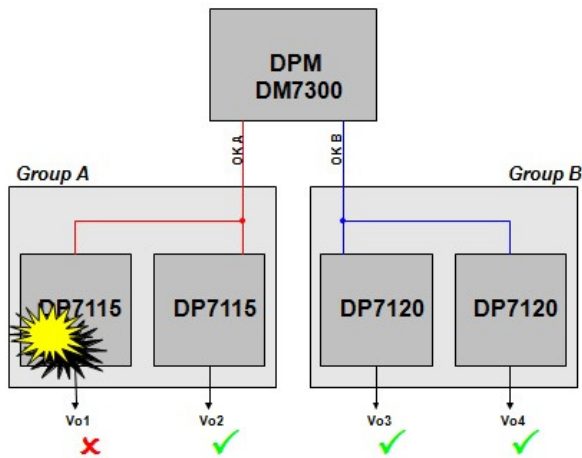 DPM
DM7300
OK A
OK B
Group A
Group B
DP7115
DP7115
DP7120
DP7120
Vo1
Vo2
Vo3
Vo4